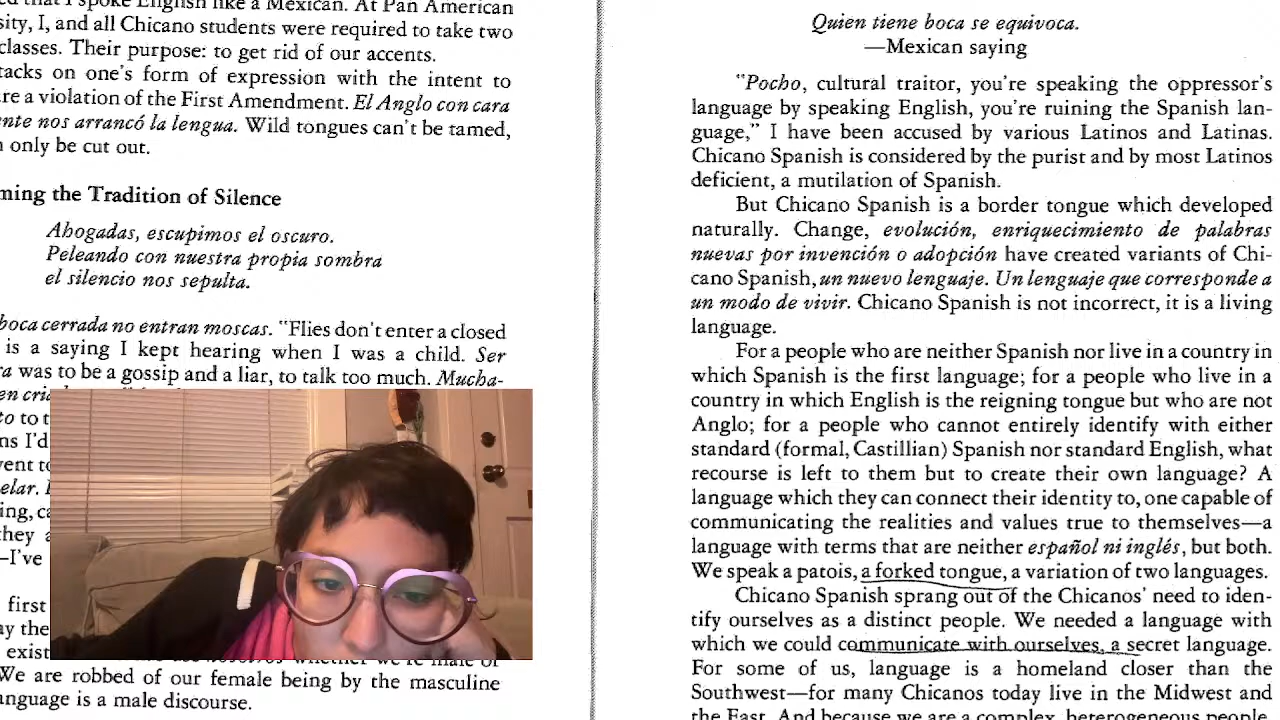 I spoke English like a Mexican. At Pan American
I, and all Chicano students were required to take two
classes. Their purpose: to get rid of our accents.
on one's form of expression with the intent to
a violation of the First Amendment. El Anglo con cara
nos arrancó la lengua. Wild tongues can't be tamed,
only be cut out.
the Tradition of Silence
Ahogadas, escupimos el oscuro.
Peleando con nuestra propia sombra
el silencio nos sepulta.
boca cerrada no entran moscas. "Flies don't enter a closed
is a saying I kept hearing when I was a child. Ser
was to be a gossip and a liar, to talk too much. Mucha-
to
I'd
they
—I've
first
the
exist
We are robbed of our female being by the masculine
is a male discourse.
Quien tiene boca se equivoca.
—Mexican saying
"Pocho, cultural traitor, you're speaking the oppressor's
language by speaking English, you're ruining the Spanish lan-
guage," I have been accused by various Latinos and Latinas.
Chicano Spanish is considered by the purist and by most Latinos
deficient, a mutilation of Spanish.
But Chicano Spanish is a border tongue which developed
naturally. Change, evolución, enriquecimiento de palabras
nuevas por invención o adopción have created variants of Chi-
cano Spanish, un nuevo lenguaje. Un lenguaje que corresponde a
un modo de vivir. Chicano Spanish is not incorrect, it is a living
language.
For a people who are neither Spanish nor live in a country in
which Spanish is the first language; for a people who live in a
country in which English is the reigning tongue but who are not
Anglo; for a people who cannot entirely identify with either
standard (formal, Castillian) Spanish nor standard English, what
recourse is left to them but to create their own language? A
language which they can connect their identity to, one capable of
communicating the realities and values true to themselves—a
language with terms that are neither español ni inglés, but both.
We speak a patois, a forked tongue, a variation of two languages.
Chicano Spanish sprang out of the Chicanos' need to iden-
tify ourselves as a distinct people. We needed a language with
which we could communicate with ourselves, a secret language.
For some of us, language is a homeland closer than the
Southwest—for many Chicanos today live in the Midwest and
the East. And because we are a complex, heterogeneous people,